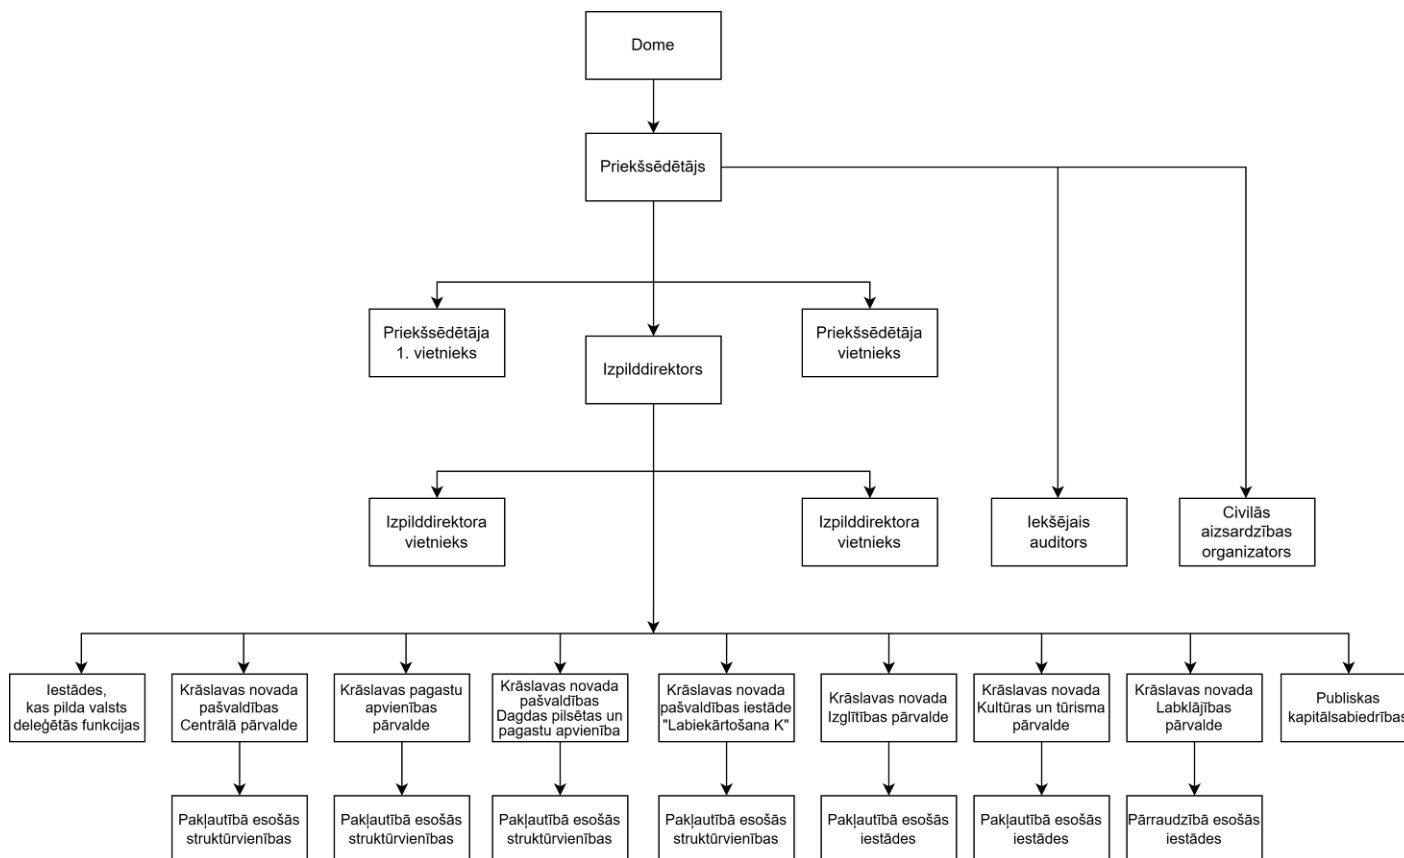 Dome
Priekšsēdētājs
Priekšsēdētāja
1. vietnieks
Priekšsēdētāja
vietnieks
Izpilddirektors
Izpilddirektora
vietnieks
Izpilddirektora
vietnieks
Iekšējais
auditors
Civilās
aizsardzības
organizators
Iestādes,
kas pilda valsts
deleģētās funkcijas
Krāslavas novada
pašvaldības
Centrālā pārvalde
Krāslavas pagastu
apvienības
pārvalde
Krāslavas novada
pašvaldības
Dagdas pilsētas un
pagastu apvienība
Krāslavas novada
pašvaldības iestāde
"Labiekārtošana K"
Krāslavas novada
Izglītības pārvalde
Krāslavas novada
Kultūras un tūrisma
pārvalde
Krāslavas novada
Labklājības
pārvalde
Publiskas
kapitālsabiedrības
Pakļautībā esošās
struktūrvienības
Pakļautībā esošās
struktūrvienības
Pakļautībā esošās
struktūrvienības
Pakļautībā esošās
struktūrvienības
Pakļautībā esošās
iestādes
Pakļautībā esošās
iestādes
Pārraudzībā esošās
iestādes